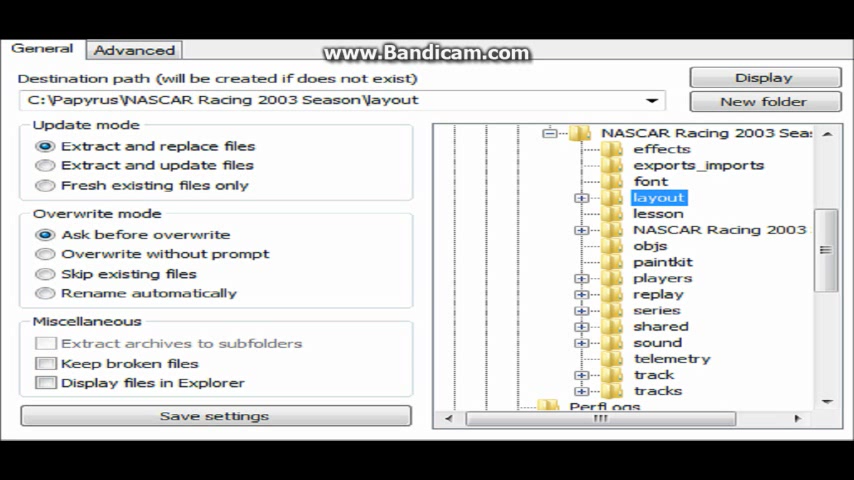 www.Bandicam.com
General
Advanced
Destination path (will be created if does not exist)
Display
C:\Papyrus\NASCAR Racing 2003 Season\layout
New folder
Update mode
Extract and replace files
Extract and update files
Fresh existing files only
Overwrite mode
Ask before overwrite
Overwrite without prompt
Skip existing files
Rename automatically
Miscellaneous
Extract archives to subfolders
Keep broken files
Display files in Explorer
Save settings
NASCAR Racing 2003 Sea
effects
exports_imports
font
layout
lesson
NASCAR Racing 2003
objs
paintkit
players
replay
series
shared
sound
telemetry
track
tracks
PerfLogs